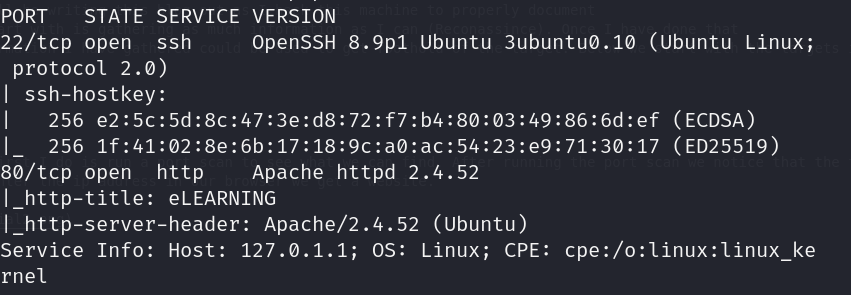 PORT   STATE SERVICE VERSION
22/tcp open  ssh     OpenSSH 8.9p1 Ubuntu 3ubuntu0.10 (Ubuntu Linux;
 protocol 2.0)
| ssh-hostkey:
|   256 e2:5c:5d:8c:47:3e:d8:72:f7:b4:80:03:49:86:6d:ef (ECDSA)
|_  256 1f:41:02:8e:6b:17:18:9c:a0:ac:54:23:e9:71:30:17 (ED25519)
80/tcp open  http    Apache httpd 2.4.52
|_http-title: eLEARNING
|_http-server-header: Apache/2.4.52 (Ubuntu)
Service Info: Host: 127.0.1.1; OS: Linux; CPE: cpe:/o:linux:linux_ke
rnel